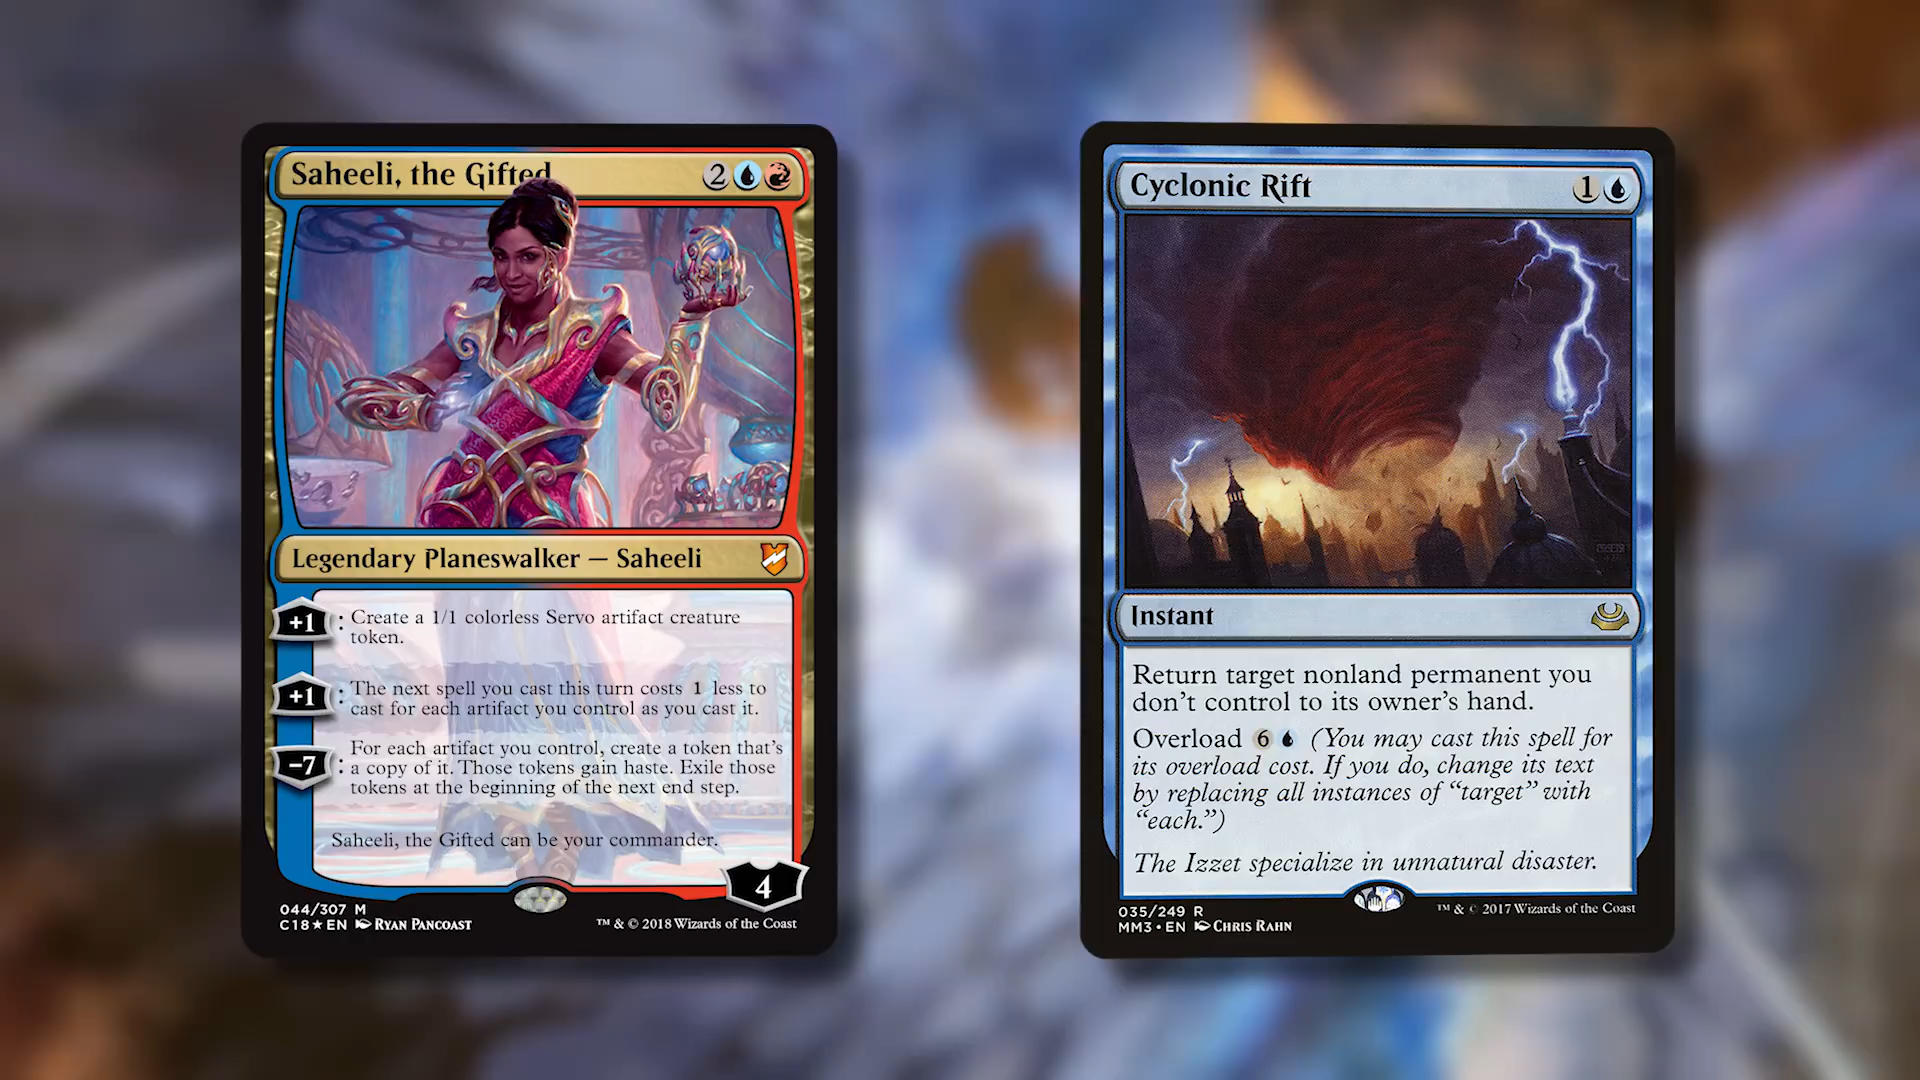 Saheeli, the Gifted
2
Legendary Planeswalker — Saheeli
+1 : Create a 1/1 colorless Servo artifact creature
token.
+1 : The next spell you cast this turn costs 1 less to
cast for each artifact you control as you cast it.
For each artifact you control, create a token that's
−7 : a copy of it. Those tokens gain haste. Exile those
tokens at the beginning of the next end step.
Saheeli, the Gifted can be your commander.
4
044/307 M
C18★EN Ryan Pancoast
™ & © 2018 Wizards of the Coast
Cyclonic Rift
1
Instant
Return target nonland permanent you
don't control to its owner's hand.
Overload 6 (You may cast this spell for
its overload cost. If you do, change its text
by replacing all instances of "target" with
"each.")
The Izzet specialize in unnatural disaster.
035/249 R
MM3•EN Chris Rahn
™ & © 2017 Wizards of the Coast